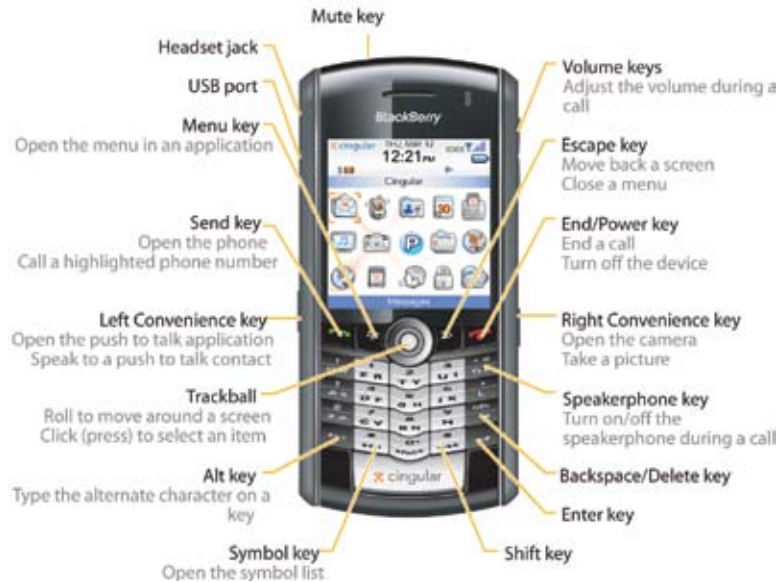 Mute key
Headset jack
USB port
Menu key
Open the menu in an application
Send key
Open the phone
Call a highlighted phone number
Left Convenience key
Open the push to talk application
Speak to a push to talk contact
Trackball
Roll to move around a screen
Click (press) to select an item
Alt key
Type the alternate character on a
key
Symbol key
Open the symbol list
BlackBerry
cingular
12:21PM
Cingular
Messages
cingular
Volume keys
Adjust the volume during a
call
Escape key
Move back a screen
Close a menu
End/Power key
End a call
Turn off the device
Right Convenience key
Open the camera
Take a picture
Speakerphone key
Turn on/off the
speakerphone during a call
Backspace/Delete key
Enter key
Shift key